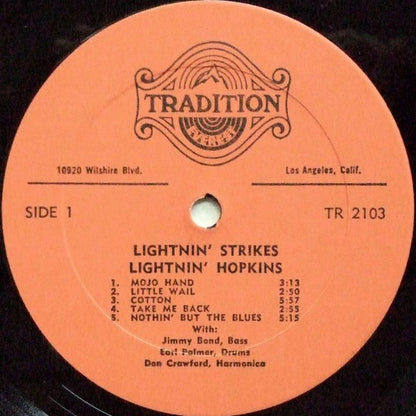 TRADITION
EVEREST
10920 Wilshire Blvd.
Los Angeles, Calif.
SIDE 1
TR 2103
LIGHTNIN' STRIKES
LIGHTNIN' HOPKINS
1. MOJO HAND 3:13
2. LITTLE WAIL 2:50
3. COTTON 5:57
4. TAKE ME BACK 2:55
5. NOTHIN' BUT THE BLUES 5:15
With:
Jimmy Bond, Bass
Earl Palmer, Drums
Don Crawford, Harmonica